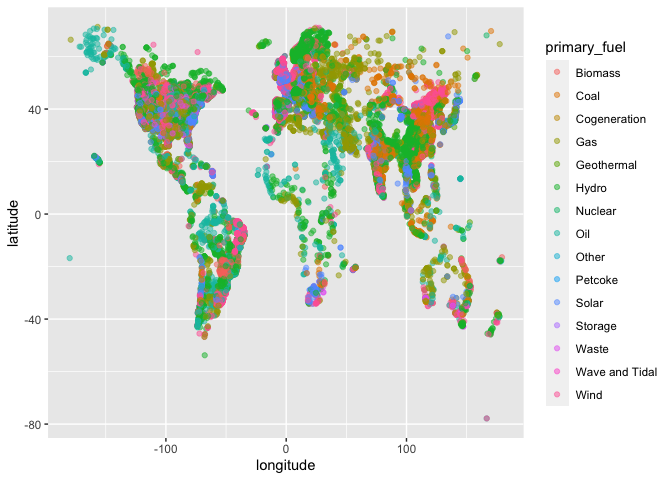 40
0
-40
-80
latitude
-100
0
100
longitude
primary_fuel
Biomass
Coal
Cogeneration
Gas
Geothermal
Hydro
Nuclear
Oil
Other
Petcoke
Solar
Storage
Waste
Wave and Tidal
Wind